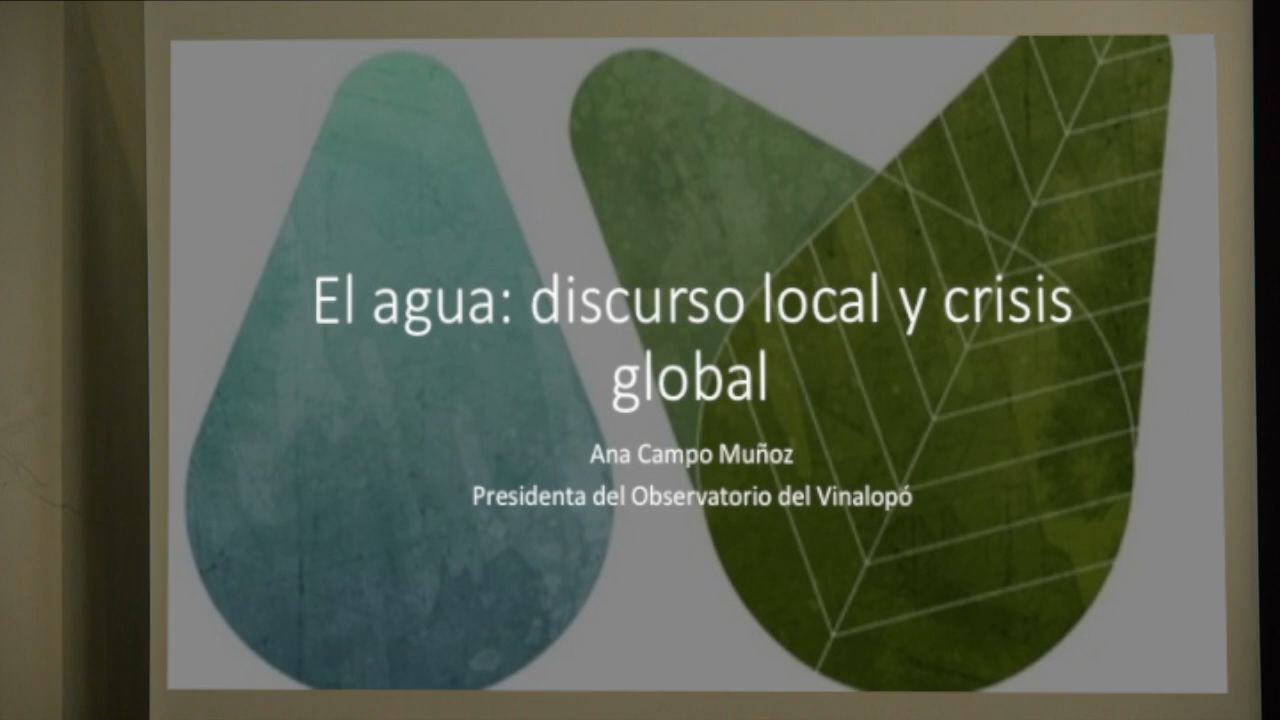 El agua: discurso local y crisis
global
Ana Campo Muñoz
Presidenta del Observatorio del Vinalopó